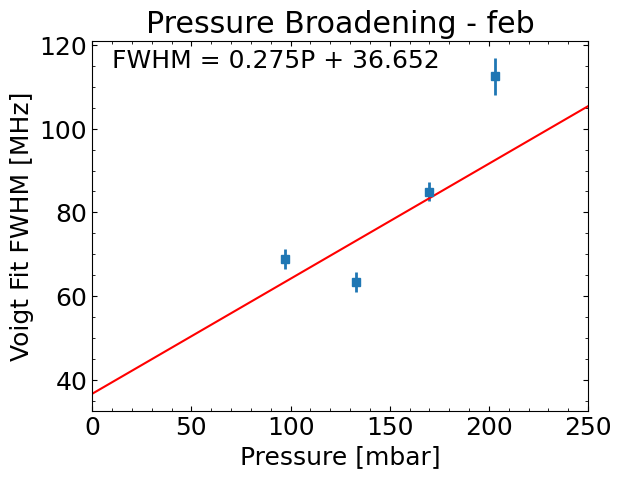 Pressure Broadening - feb
FWHM = 0.275P + 36.652
Voigt Fit FWHM [MHz]
120
100
80
60
40
0 50 100 150 200 250
Pressure [mbar]